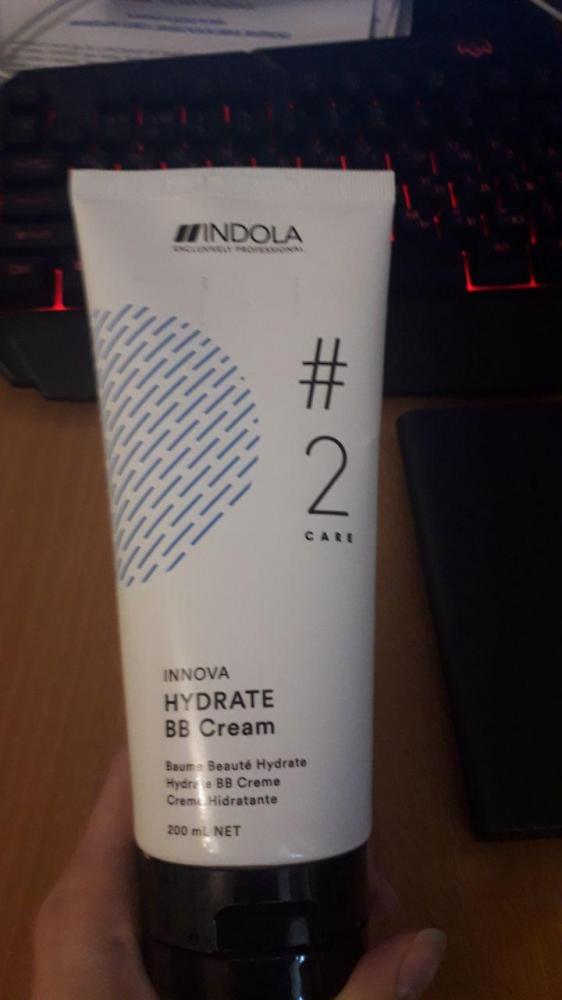 INDOLA
EXCLUSIVELY PROFESSIONAL
#
2
CARE
INNOVA
HYDRATE
BB Cream
Baume Beauté Hydrate
Hydrate BB Creme
Creme Hidratante
200 mL NET